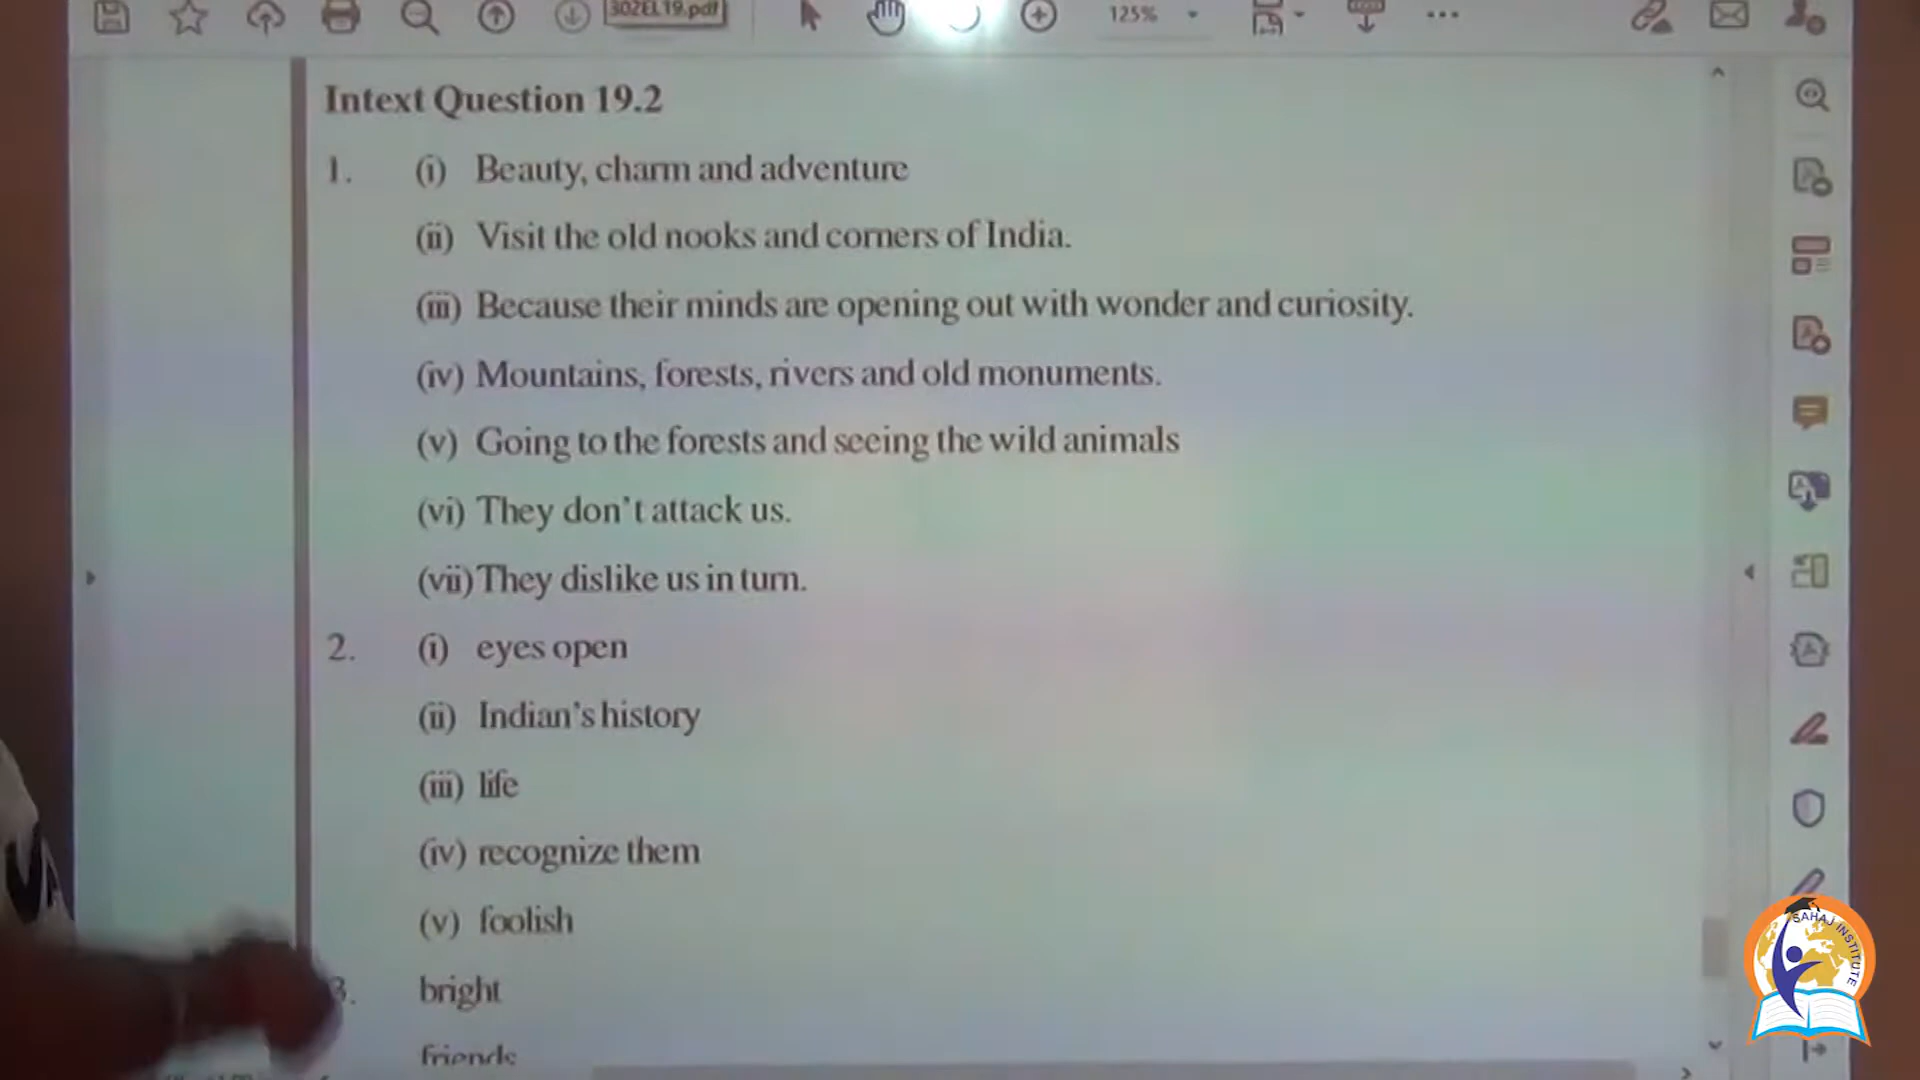 302EL19.pdf
125%
Intext Question 19.2
1. (i) Beauty, charm and adventure
(ii) Visit the old nooks and corners of India.
(iii) Because their minds are opening out with wonder and curiosity.
(iv) Mountains, forests, rivers and old monuments.
(v) Going to the forests and seeing the wild animals
(vi) They don't attack us.
(vii) They dislike us in turn.
2. (i) eyes open
(ii) Indian's history
(iii) life
(iv) recognize them
(v) foolish
3. bright
friends
SAHAJ INSTITUTE